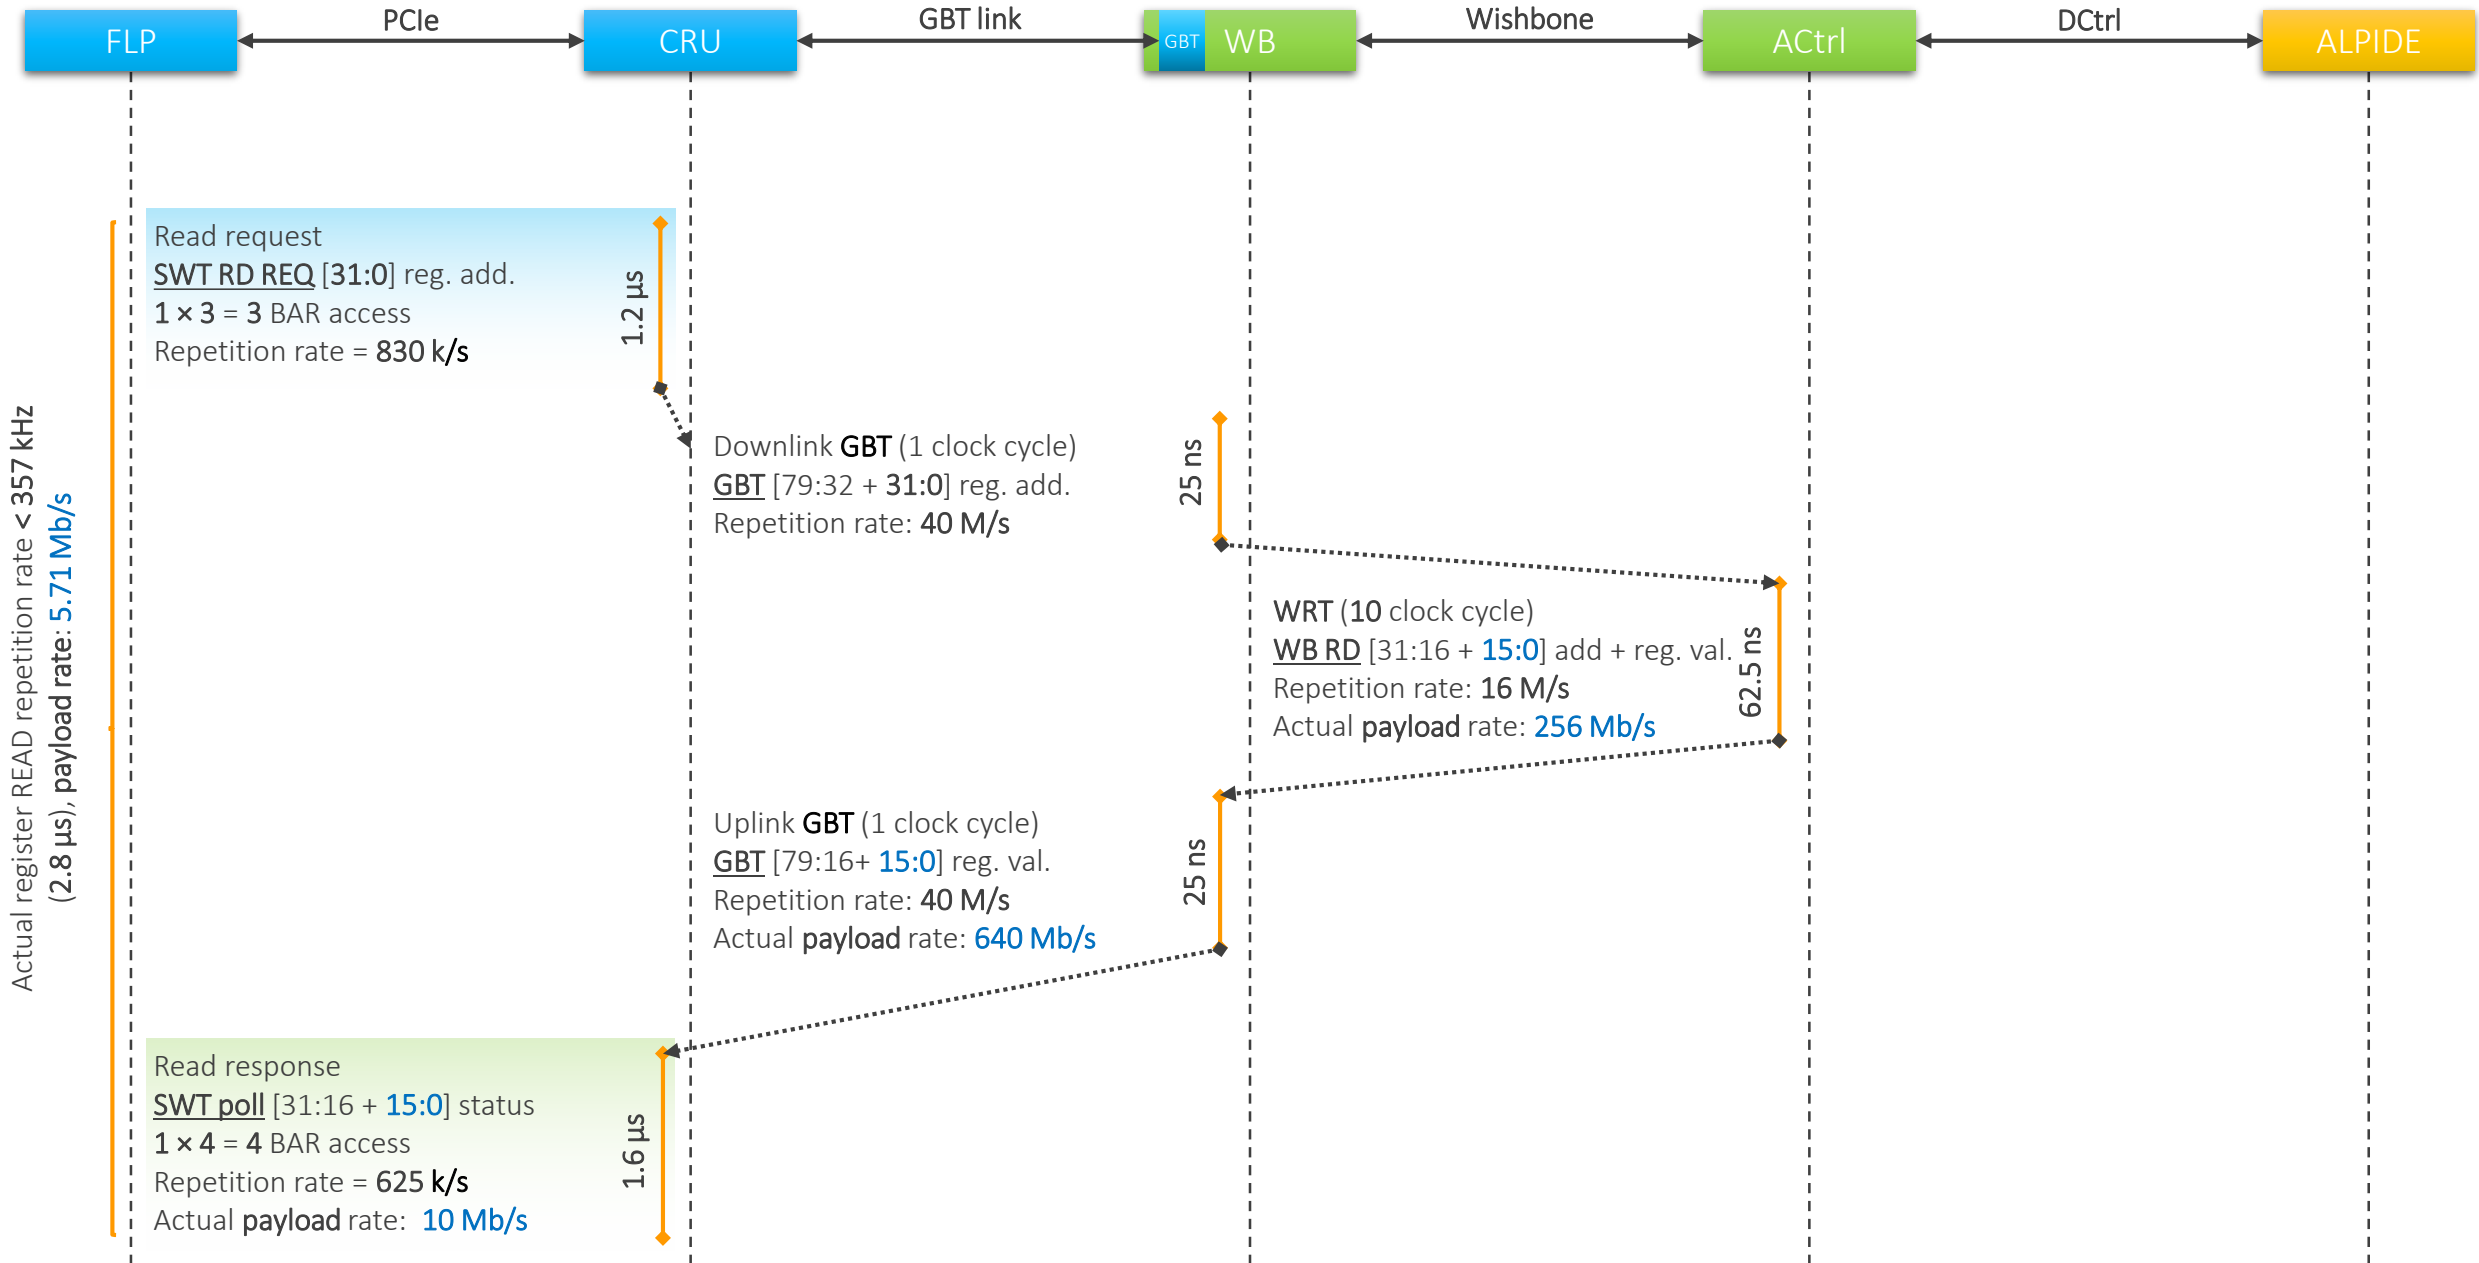 FLP
PCIe
CRU
GBT link
GBT
WB
Wishbone
ACtrl
DCtrl
ALPIDE
Actual register READ repetition rate < 357 kHz
(2.8 µs), payload rate: 5.71 Mb/s
Read request
SWT RD REQ [31:0] reg. add.
1 × 3 = 3 BAR access
Repetition rate = 830 k/s
1.2 µs
Downlink GBT (1 clock cycle)
GBT [79:32 + 31:0] reg. add.
Repetition rate: 40 M/s
25 ns
WRT (10 clock cycle)
WB RD [31:16 + 15:0] add + reg. val.
Repetition rate: 16 M/s
Actual payload rate: 256 Mb/s
62.5 ns
Uplink GBT (1 clock cycle)
GBT [79:16+ 15:0] reg. val.
Repetition rate: 40 M/s
Actual payload rate: 640 Mb/s
25 ns
Read response
SWT poll [31:16 + 15:0] status
1 × 4 = 4 BAR access
Repetition rate = 625 k/s
Actual payload rate: 10 Mb/s
1.6 µs